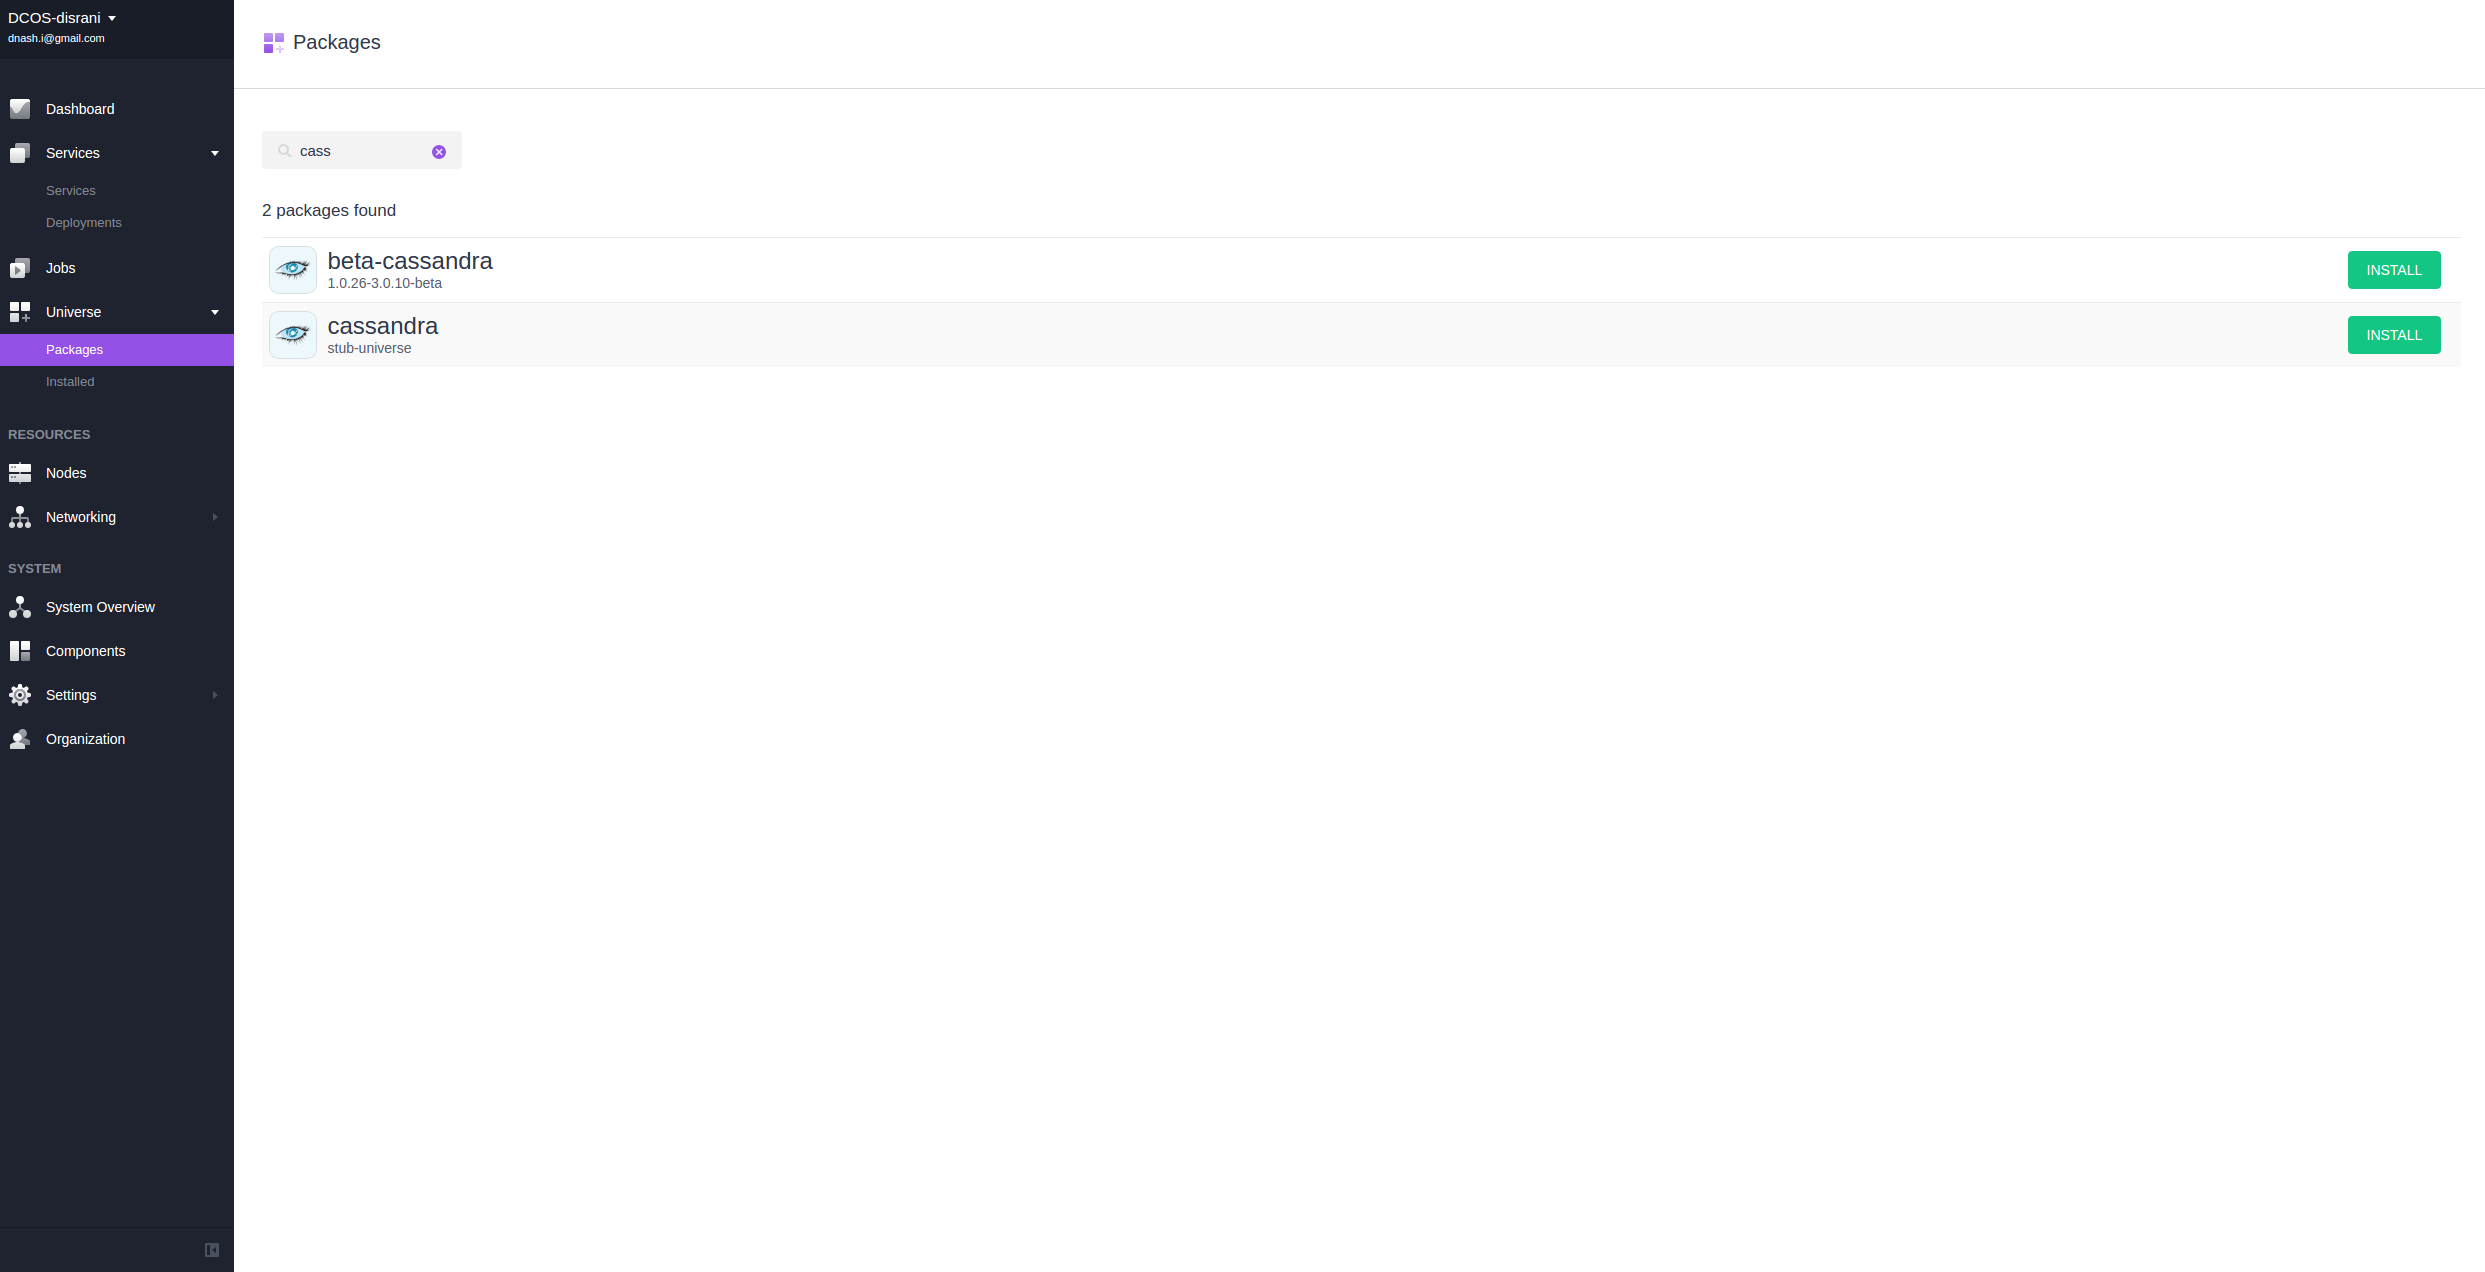 DCOS-disrani
dnash.i@gmail.com
Dashboard
Services
Services
Deployments
Jobs
Universe
Packages
Installed
RESOURCES
Nodes
Networking
SYSTEM
System Overview
Components
Settings
Organization
Packages
cass
2 packages found
beta-cassandra
1.0.26-3.0.10-beta
INSTALL
cassandra
stub-universe
INSTALL